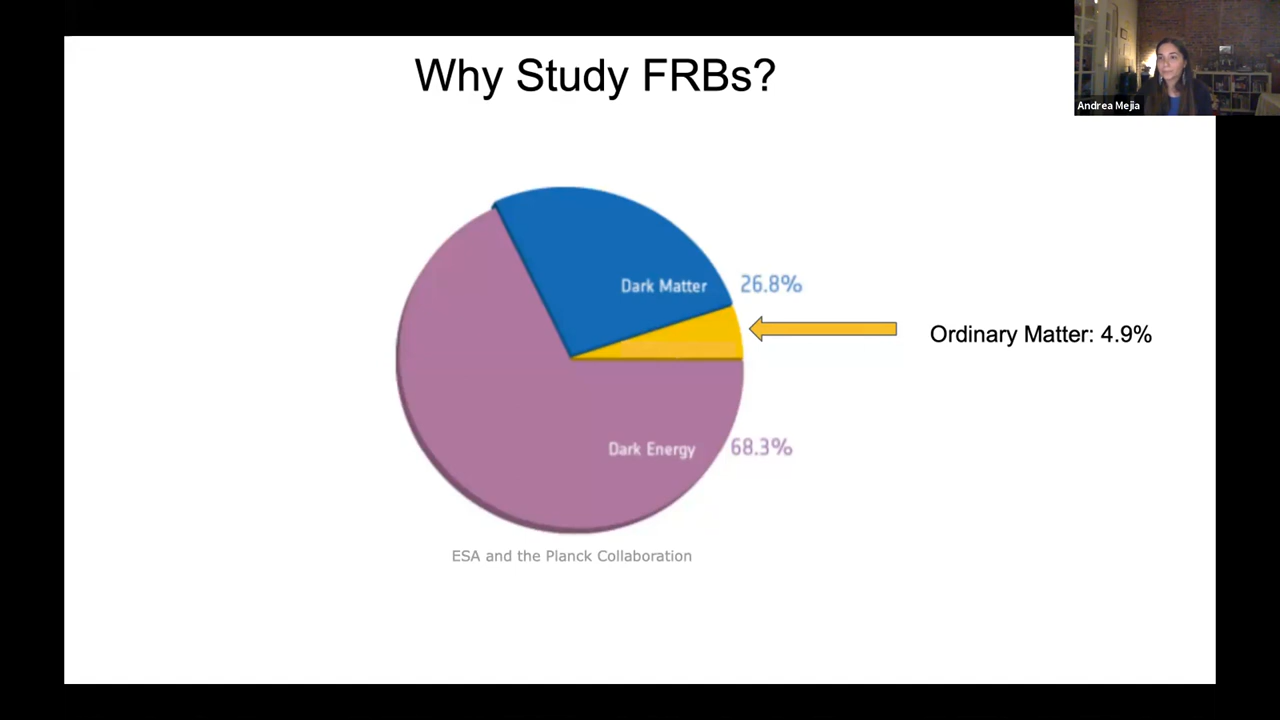 Why Study FRBs?
Andrea Mejia
Dark Matter
26.8%
Ordinary Matter: 4.9%
Dark Energy
68.3%
ESA and the Planck Collaboration